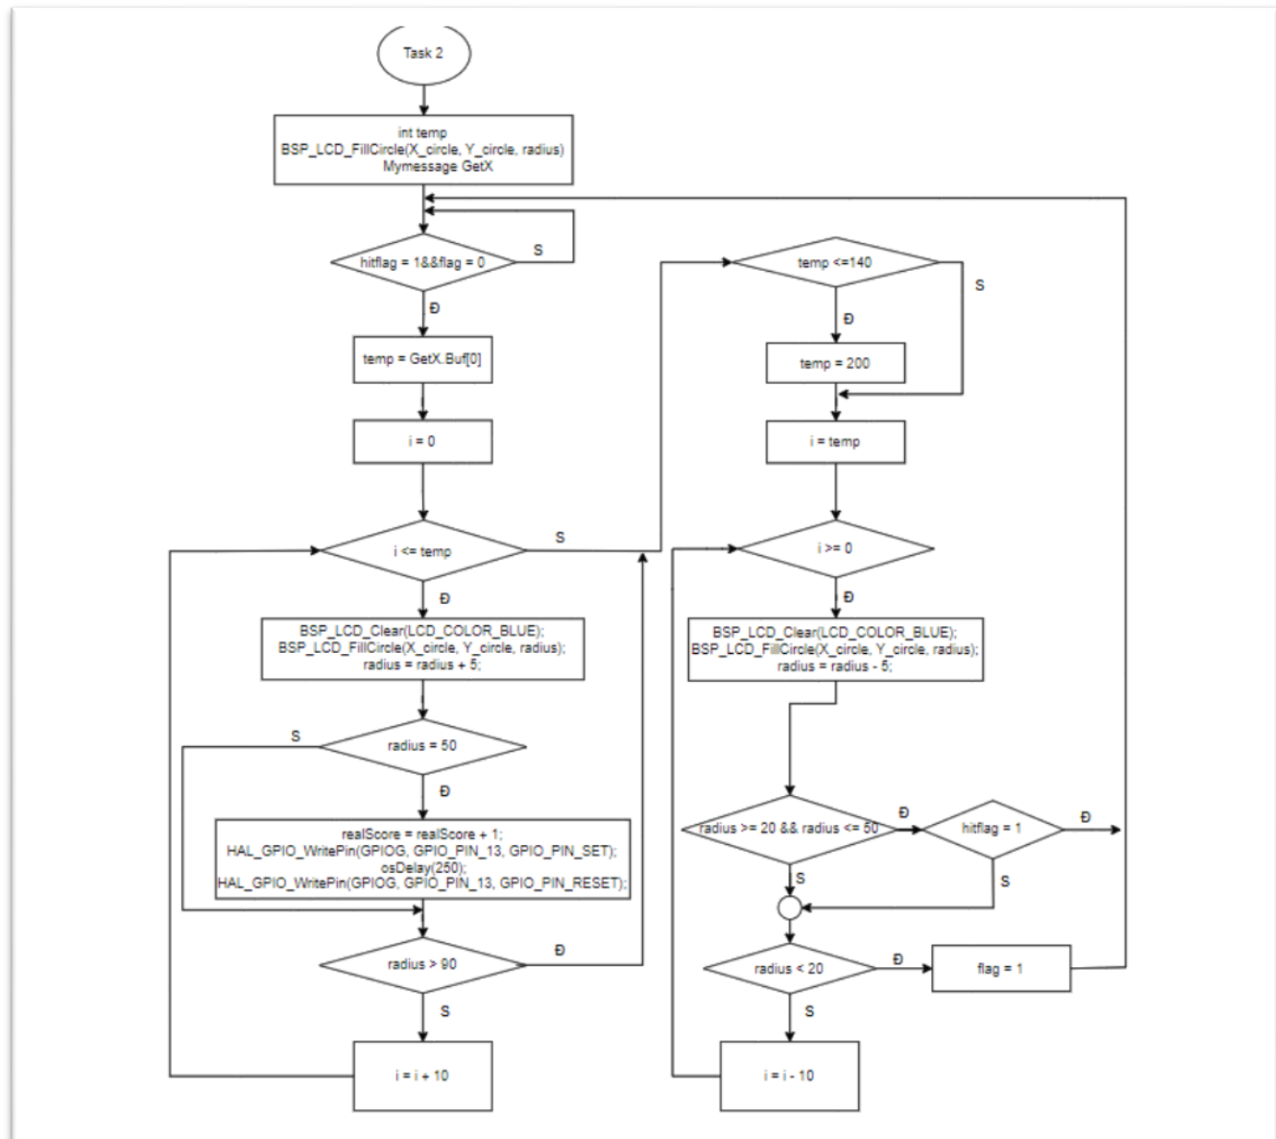 Task 2
int temp
BSP_LCD_FillCircle(X_circle, Y_circle, radius)
Mymessage GetX
hitflag = 1&&flag = 0
S
Đ
temp = GetX.Buf[0]
i = 0
i <= temp
S
Đ
BSP_LCD_Clear(LCD_COLOR_BLUE);
BSP_LCD_FillCircle(X_circle, Y_circle, radius);
radius = radius + 5;
radius = 50
S
Đ
realScore = realScore + 1;
HAL_GPIO_WritePin(GPIOG, GPIO_PIN_13, GPIO_PIN_SET);
osDelay(250);
HAL_GPIO_WritePin(GPIOG, GPIO_PIN_13, GPIO_PIN_RESET);
radius > 90
Đ
S
i = i + 10
temp <=140
S
Đ
temp = 200
i = temp
i >= 0
Đ
BSP_LCD_Clear(LCD_COLOR_BLUE);
BSP_LCD_FillCircle(X_circle, Y_circle, radius);
radius = radius - 5;
radius >= 20 && radius <= 50
Đ
S
hitflag = 1
Đ
S
radius < 20
Đ
flag = 1
S
i = i - 10